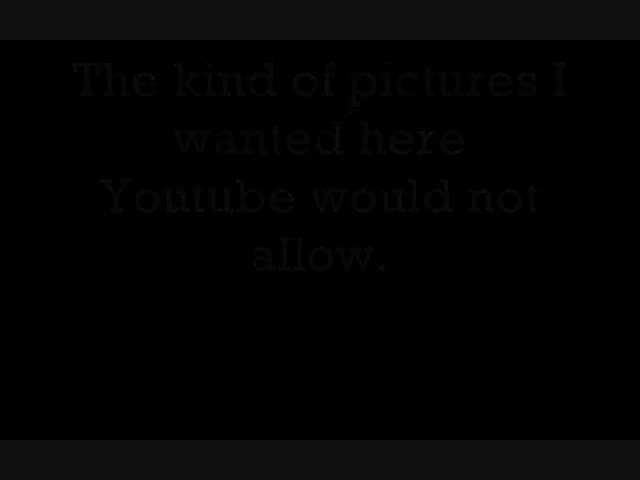 The kind of pictures I
wanted here
Youtube would not
allow.